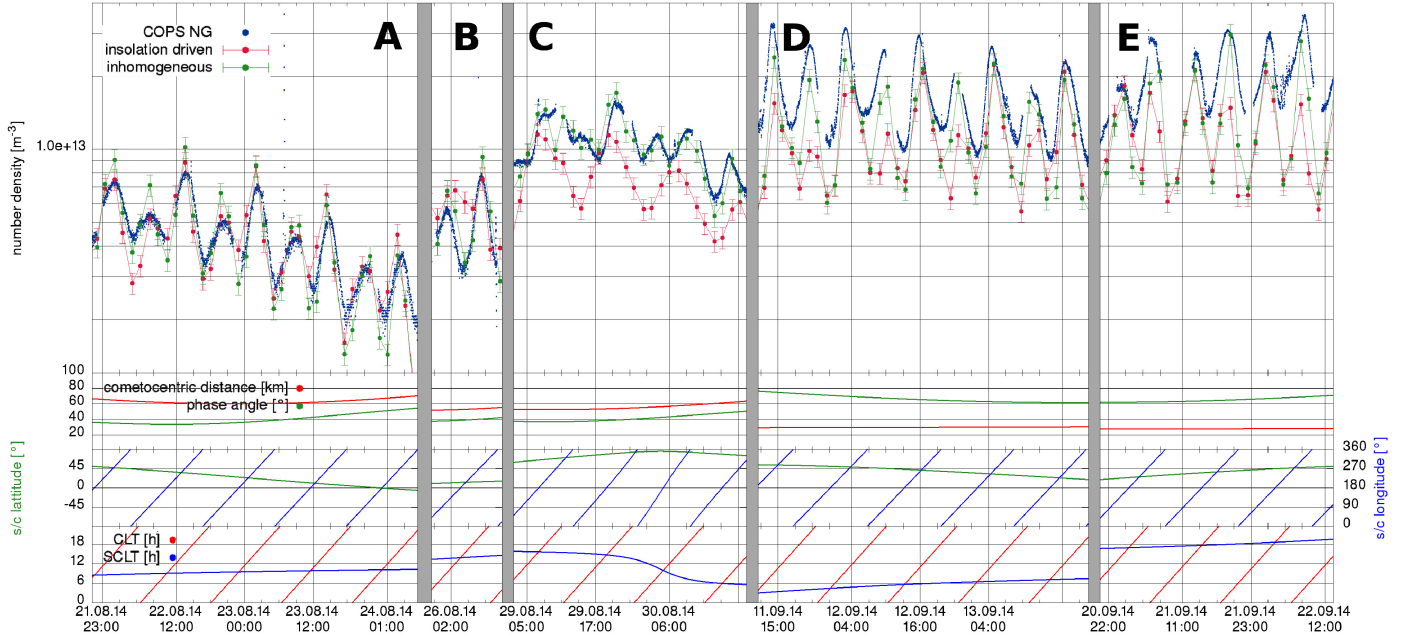 COPS NG
insolation driven
inhomogeneous
A
B
C
D
E
number density [m⁻³]
1.0e+13
100
80
60
40
20
cometocentric distance [km]
phase angle [°]
s/c lattitude [°]
45
0
-45
s/c longitude [°]
360
270
180
90
0
CLT [h]
SCLT [h]
18
12
6
0
21.08.14 22.08.14 23.08.14 23.08.14 24.08.14 26.08.14 29.08.14 29.08.14 30.08.14 11.09.14 12.09.14 12.09.14 13.09.14 20.09.14 21.09.14 21.09.14 22.09.14
23:00 12:00 00:00 12:00 01:00 02:00 05:00 17:00 06:00 15:00 04:00 16:00 04:00 22:00 11:00 23:00 12:00